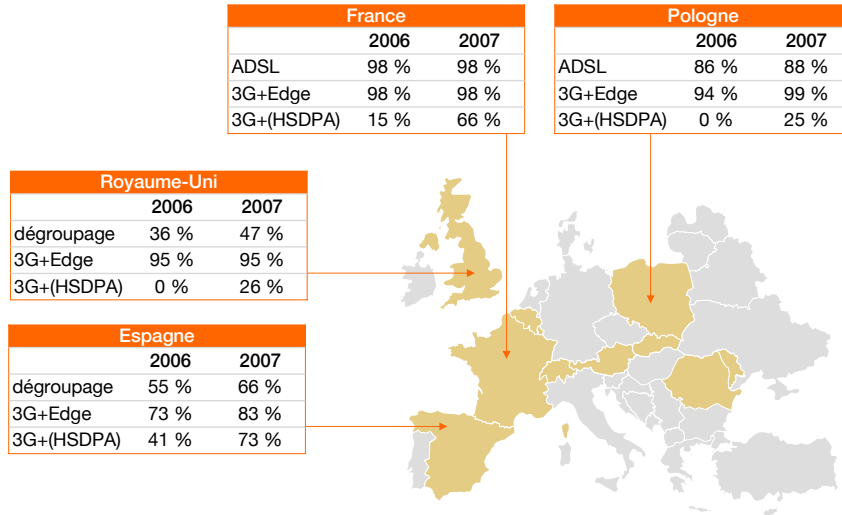 France
2006 2007
ADSL 98 % 98 %
3G+Edge 98 % 98 %
3G+(HSDPA) 15 % 66 %
Pologne
2006 2007
ADSL 86 % 88 %
3G+Edge 94 % 99 %
3G+(HSDPA) 0 % 25 %
Royaume-Uni
2006 2007
dégroupage 36 % 47 %
3G+Edge 95 % 95 %
3G+(HSDPA) 0 % 26 %
Espagne
2006 2007
dégroupage 55 % 66 %
3G+Edge 73 % 83 %
3G+(HSDPA) 41 % 73 %